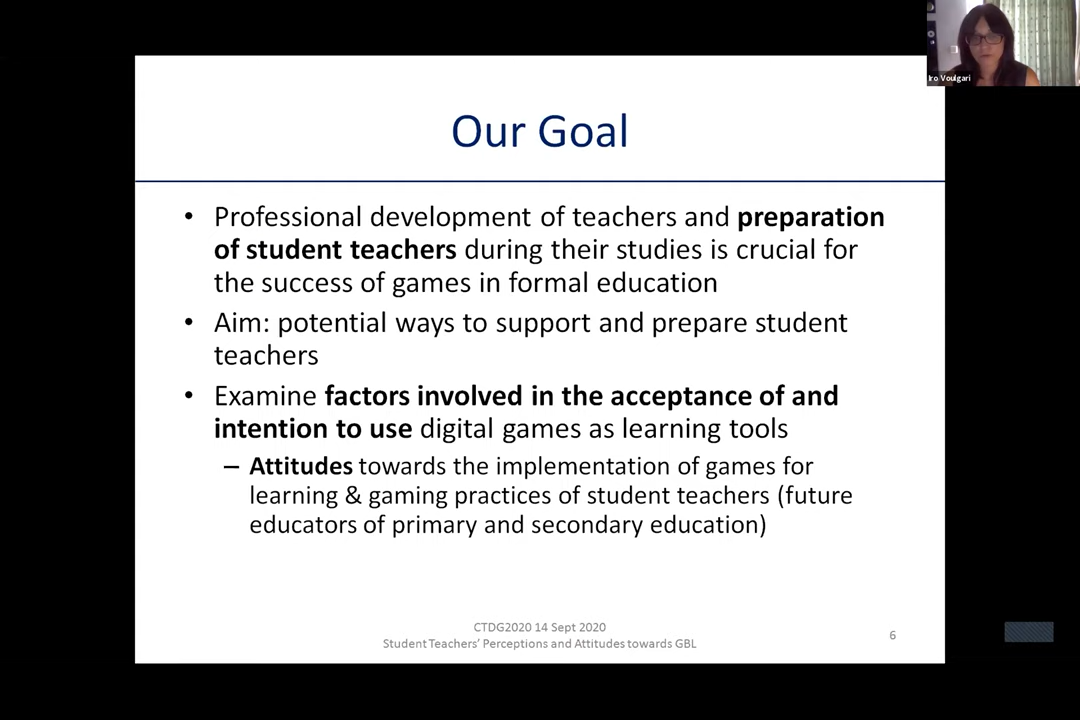 Iro Voulgari
Our Goal
• Professional development of teachers and preparation
of student teachers during their studies is crucial for
the success of games in formal education
• Aim: potential ways to support and prepare student
teachers
• Examine factors involved in the acceptance of and
intention to use digital games as learning tools
– Attitudes towards the implementation of games for
learning & gaming practices of student teachers (future
educators of primary and secondary education)
CTDG2020 14 Sept 2020
Student Teachers' Perceptions and Attitudes towards GBL
6